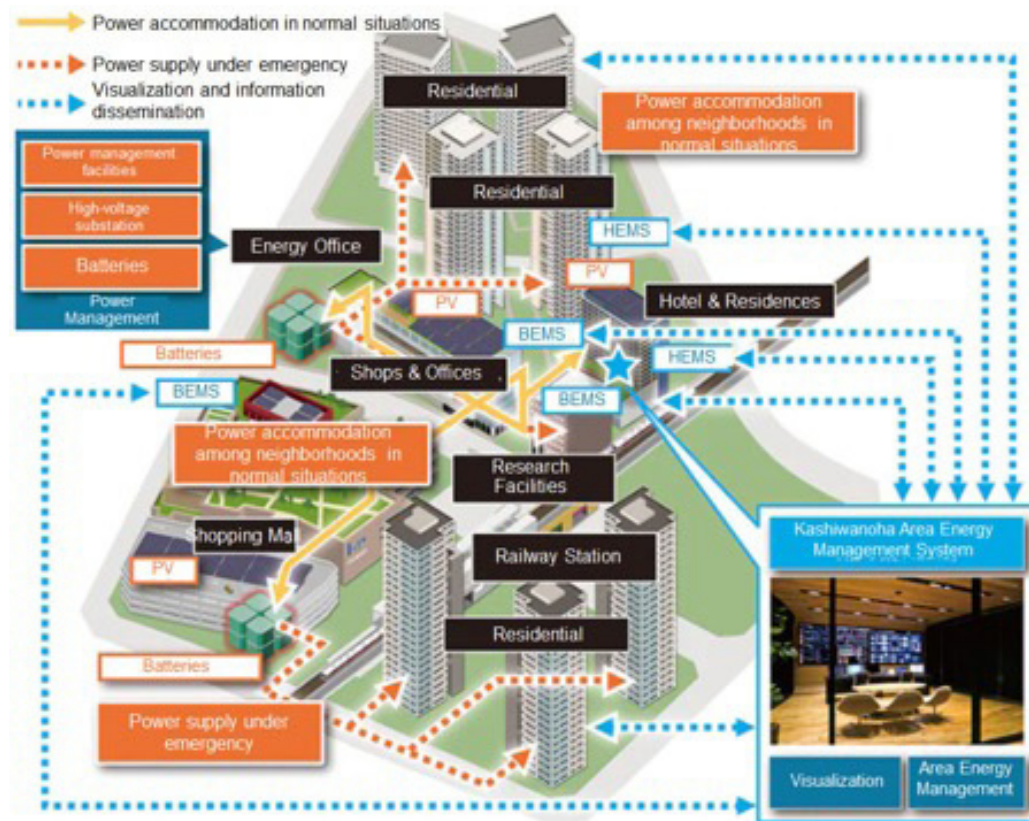 Power accommodation in normal situations
Power supply under emergency
Visualization and information
dissemination
Residential
Power accommodation
among neighborhoods in
normal situations
Power management
facilities
High-voltage
substation
Batteries
Power
Management
Energy Office
Residential
HEMS
PV
PV
Hotel & Residences
BEMS
HEMS
Batteries
Shops & Offices
BEMS
BEMS
Power accommodation
among neighborhoods in
normal situations
Research
Facilities
Shopping Mall
PV
Railway Station
Kashiwanoha Area Energy
Management System
Residential
Batteries
Power supply under
emergency
Visualization
Area Energy
Management